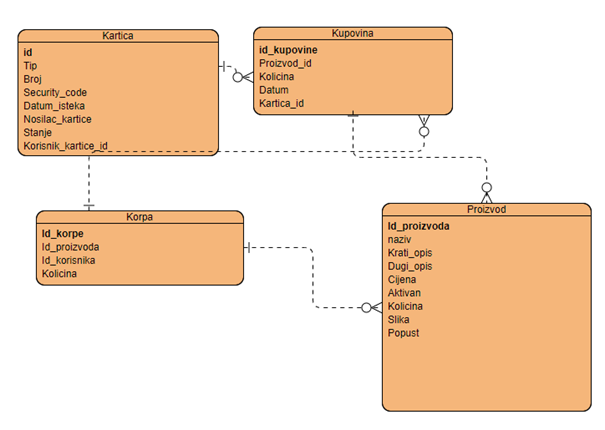 Kartica
id
Tip
Broj
Security_code
Datum_isteka
Nosilac_kartice
Stanje
Korisnik_kartice_id
Kupovina
id_kupovine
Proizvod_id
Kolicina
Datum
Kartica_id
Korpa
Id_korpe
Id_proizvoda
Id_korisnika
Kolicina
Proizvod
Id_proizvoda
naziv
Krati_opis
Dugi_opis
Cijena
Aktivan
Kolicina
Slika
Popust